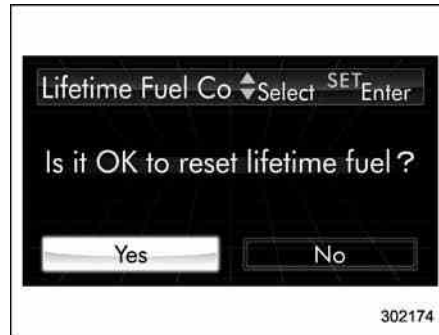 Lifetime Fuel Co Select SET Enter
Is it OK to reset lifetime fuel?
Yes No
302174